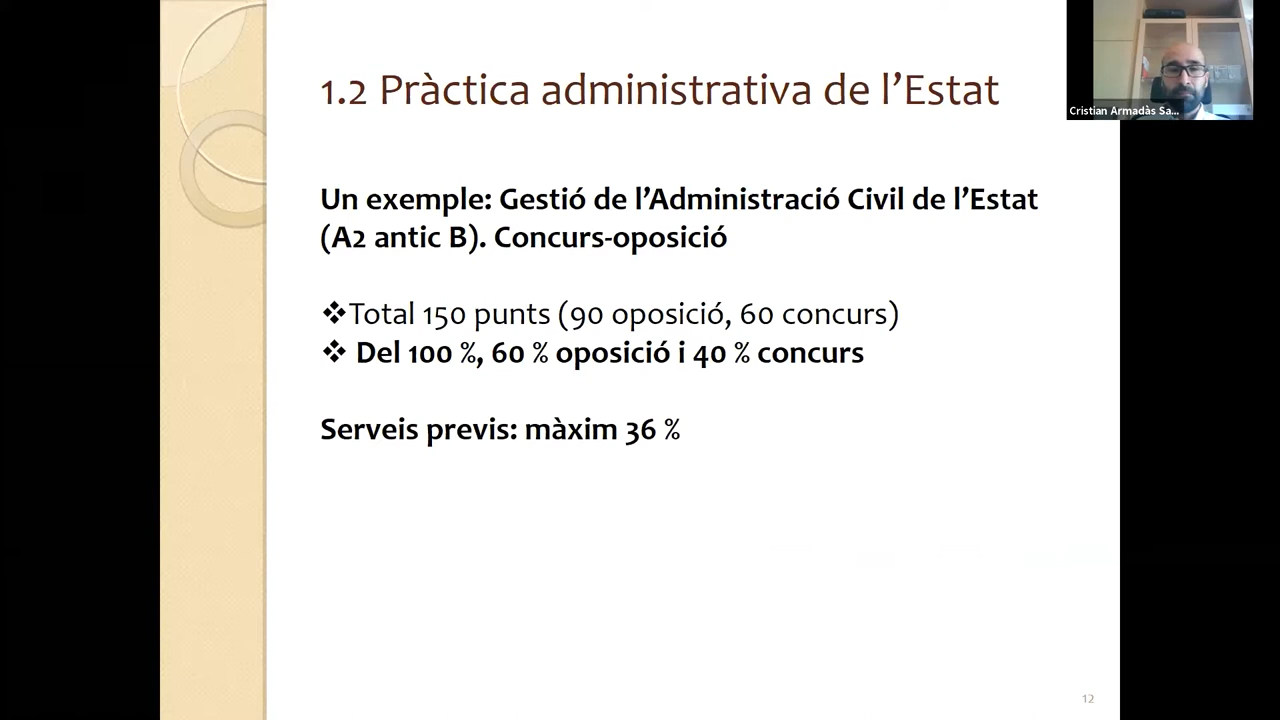 1.2 Pràctica administrativa de l’Estat
Cristian Armadàs Sa...
Un exemple: Gestió de l’Administració Civil de l’Estat
(A2 antic B). Concurs-oposició
❖Total 150 punts (90 oposició, 60 concurs)
❖ Del 100 %, 60 % oposició i 40 % concurs
Serveis previs: màxim 36 %
12